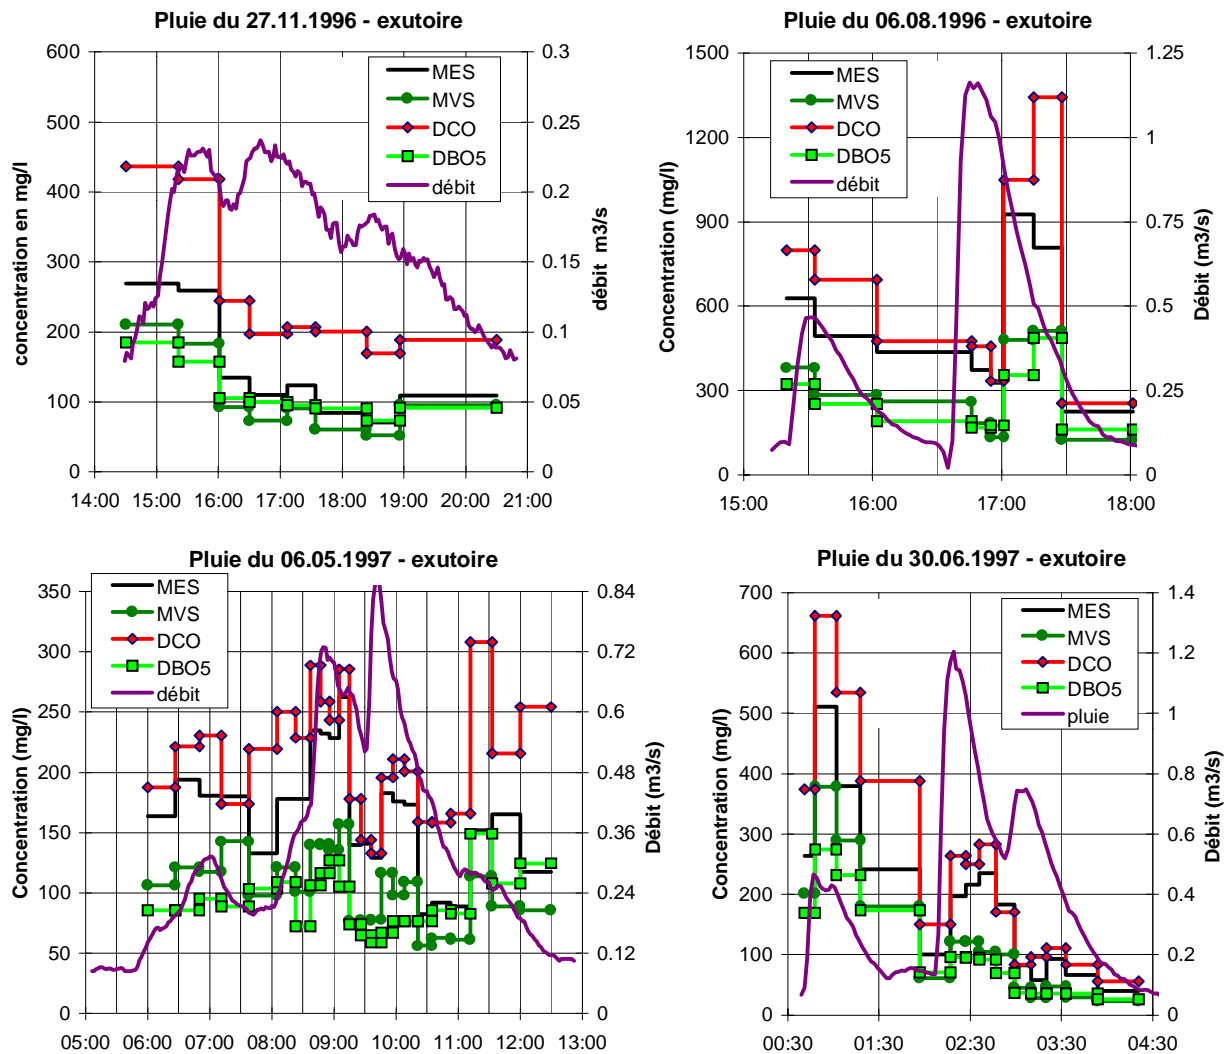 Pluie du 27.11.1996 - exutoire
600
500
400
300
200
100
0
concentration en mg/l
0.3
0.25
0.2
0.15
0.1
0.05
0
débit m3/s
MES
MVS
DCO
DBO5
débit
14:00 15:00 16:00 17:00 18:00 19:00 20:00 21:00
Pluie du 06.08.1996 - exutoire
1500
1200
900
600
300
0
Concentration (mg/l)
1.25
1
0.75
0.5
0.25
0
Débit (m3/s)
MES
MVS
DCO
DBO5
débit
15:00 16:00 17:00 18:00
Pluie du 06.05.1997 - exutoire
350
300
250
200
150
100
50
0
Concentration (mg/l)
0.84
0.72
0.6
0.48
0.36
0.24
0.12
0
Débit (m3/s)
MES
MVS
DCO
DBO5
débit
05:00 06:00 07:00 08:00 09:00 10:00 11:00 12:00 13:00
Pluie du 30.06.1997 - exutoire
700
600
500
400
300
200
100
0
Concentration (mg/l)
1.4
1.2
1
0.8
0.6
0.4
0.2
0
Débit (m3/s)
MES
MVS
DCO
DBO5
pluie
00:30 01:30 02:30 03:30 04:30